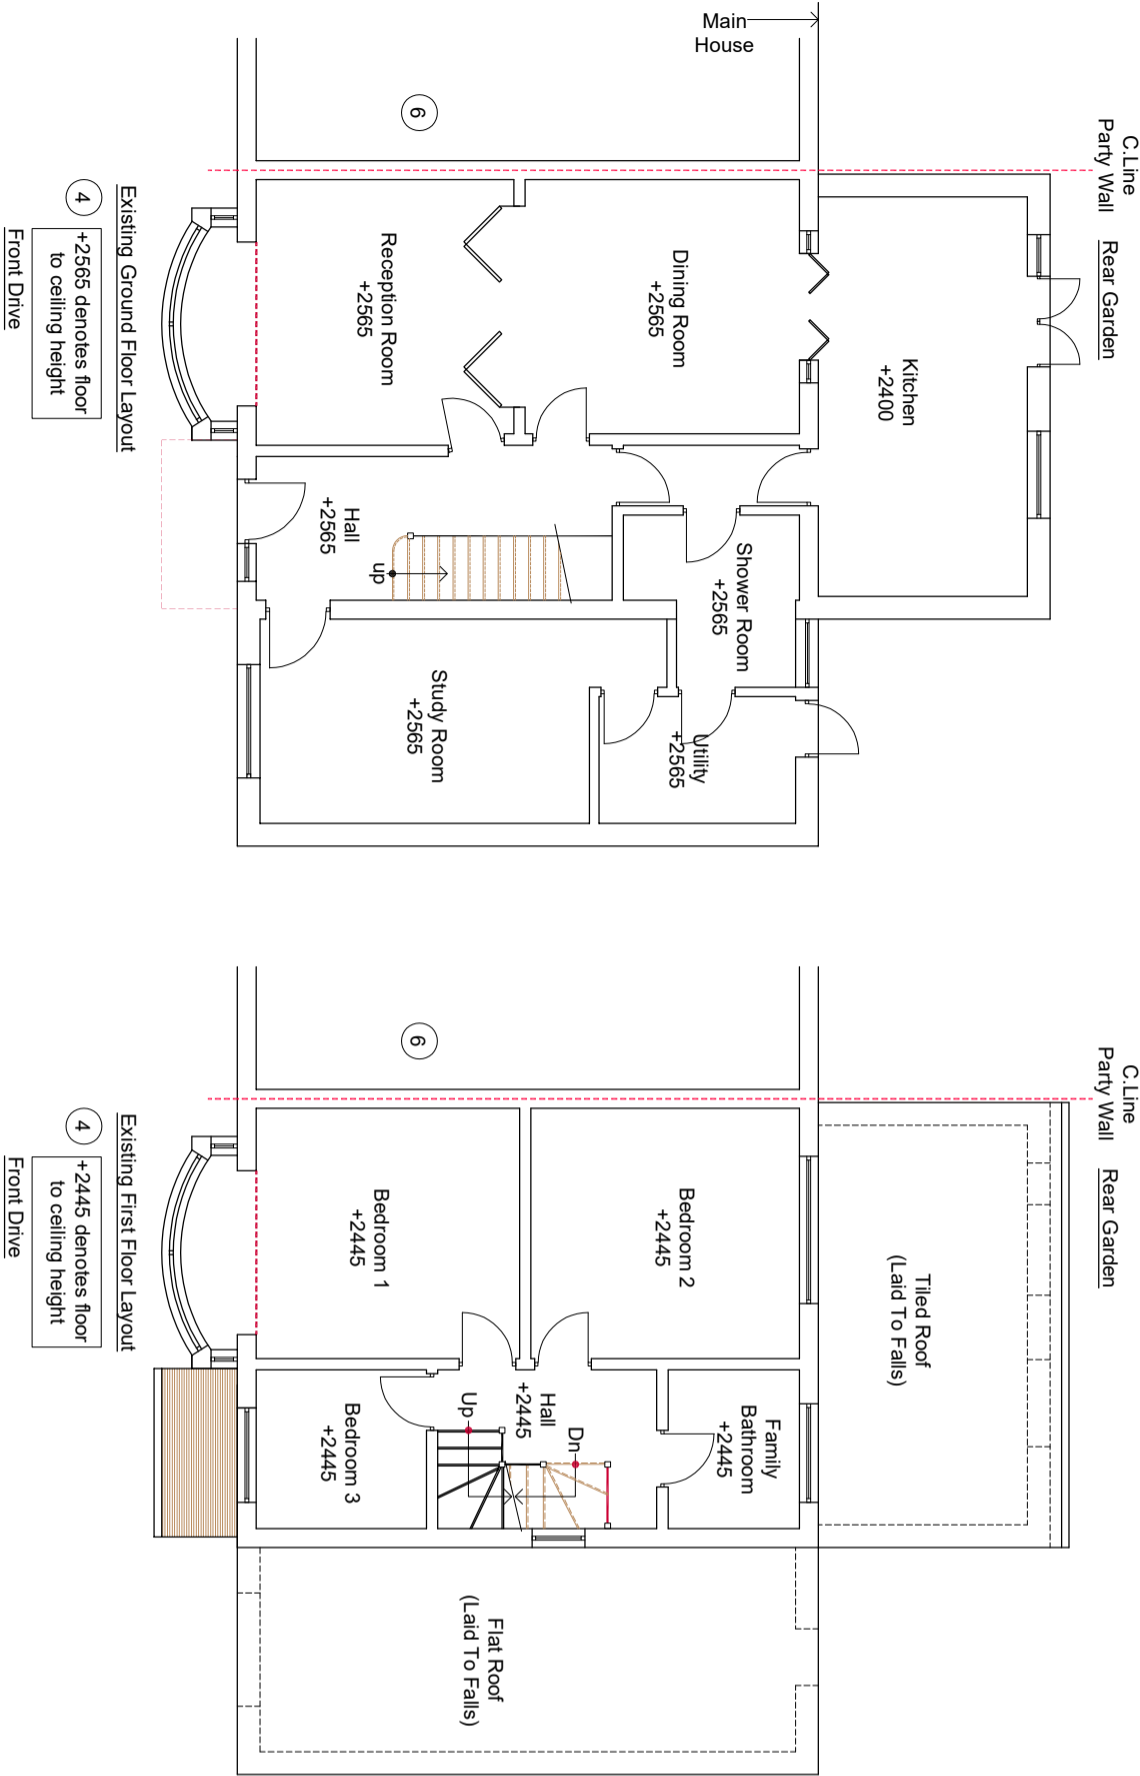 Main
House
C.Line
Party Wall
Rear Garden
6
Kitchen
+2400
Dining Room
+2565
Reception Room
+2565
Hall
+2565
up
Shower Room
+2565
Utility
+2565
Study Room
+2565
Existing Ground Floor Layout
4
+2565 denotes floor
to ceiling height
Front Drive
C.Line
Party Wall
Rear Garden
6
Tiled Roof
(Laid To Falls)
Bedroom 2
+2445
Bedroom 1
+2445
Family
Bathroom
+2445
Hall
+2445
Dn
Up
Bedroom 3
+2445
Flat Roof
(Laid To Falls)
Existing First Floor Layout
4
+2445 denotes floor
to ceiling height
Front Drive